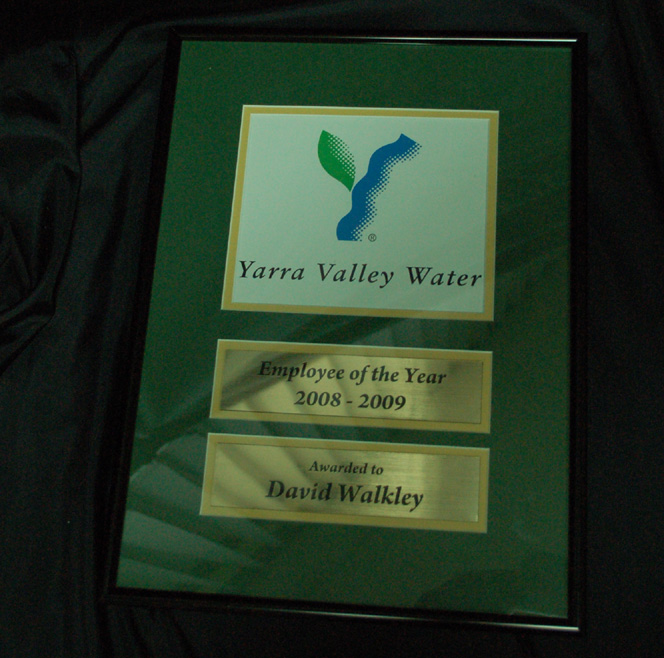 ®
Yarra Valley Water
Employee of the Year
2008 - 2009
Awarded to
David Walkley